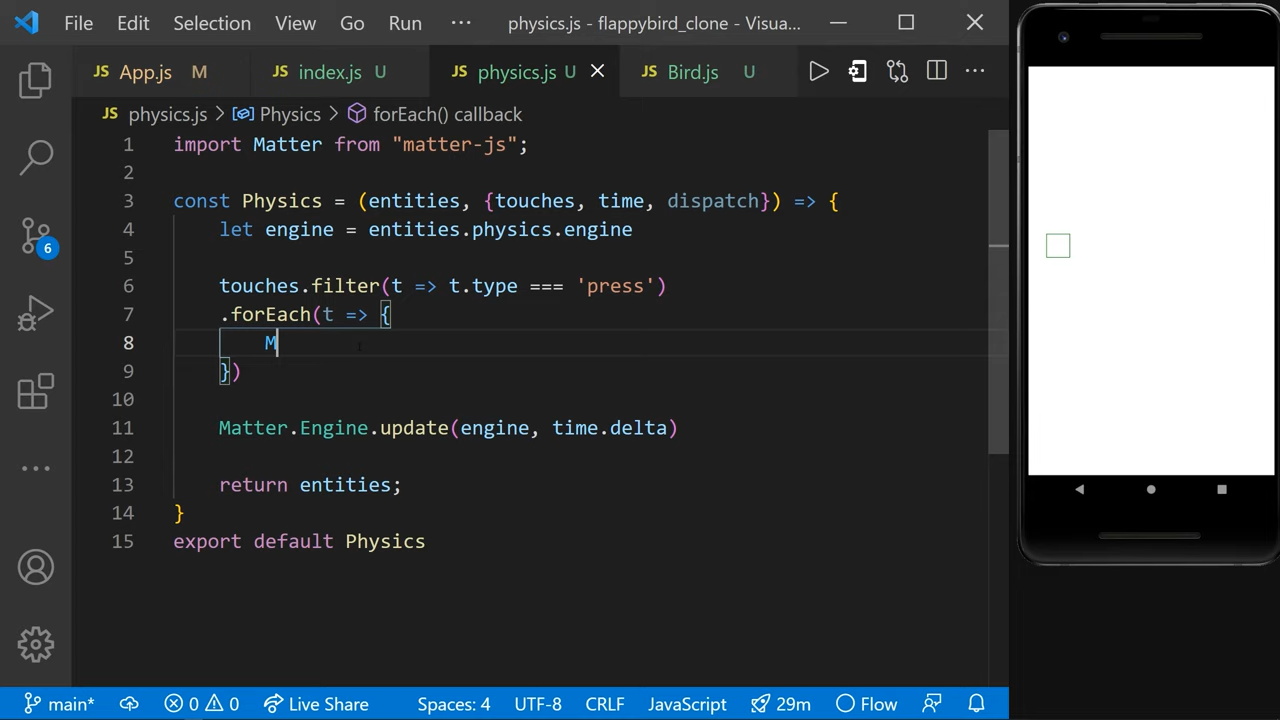 File Edit Selection View Go Run ··· physics.js - flappybird_clone - Visua...
JS App.js M JS index.js U JS physics.js U JS Bird.js U
JS physics.js > Physics > forEach() callback
1 import Matter from "matter-js";
2
3 const Physics = (entities, {touches, time, dispatch}) => {
4 let engine = entities.physics.engine
5
6 touches.filter(t => t.type === 'press')
7 .forEach(t => {
8 M
9 })
10
11 Matter.Engine.update(engine, time.delta)
12
13 return entities;
14 }
15 export default Physics
6
main* 0 0 Live Share Spaces: 4 UTF-8 CRLF JavaScript 29m Flow